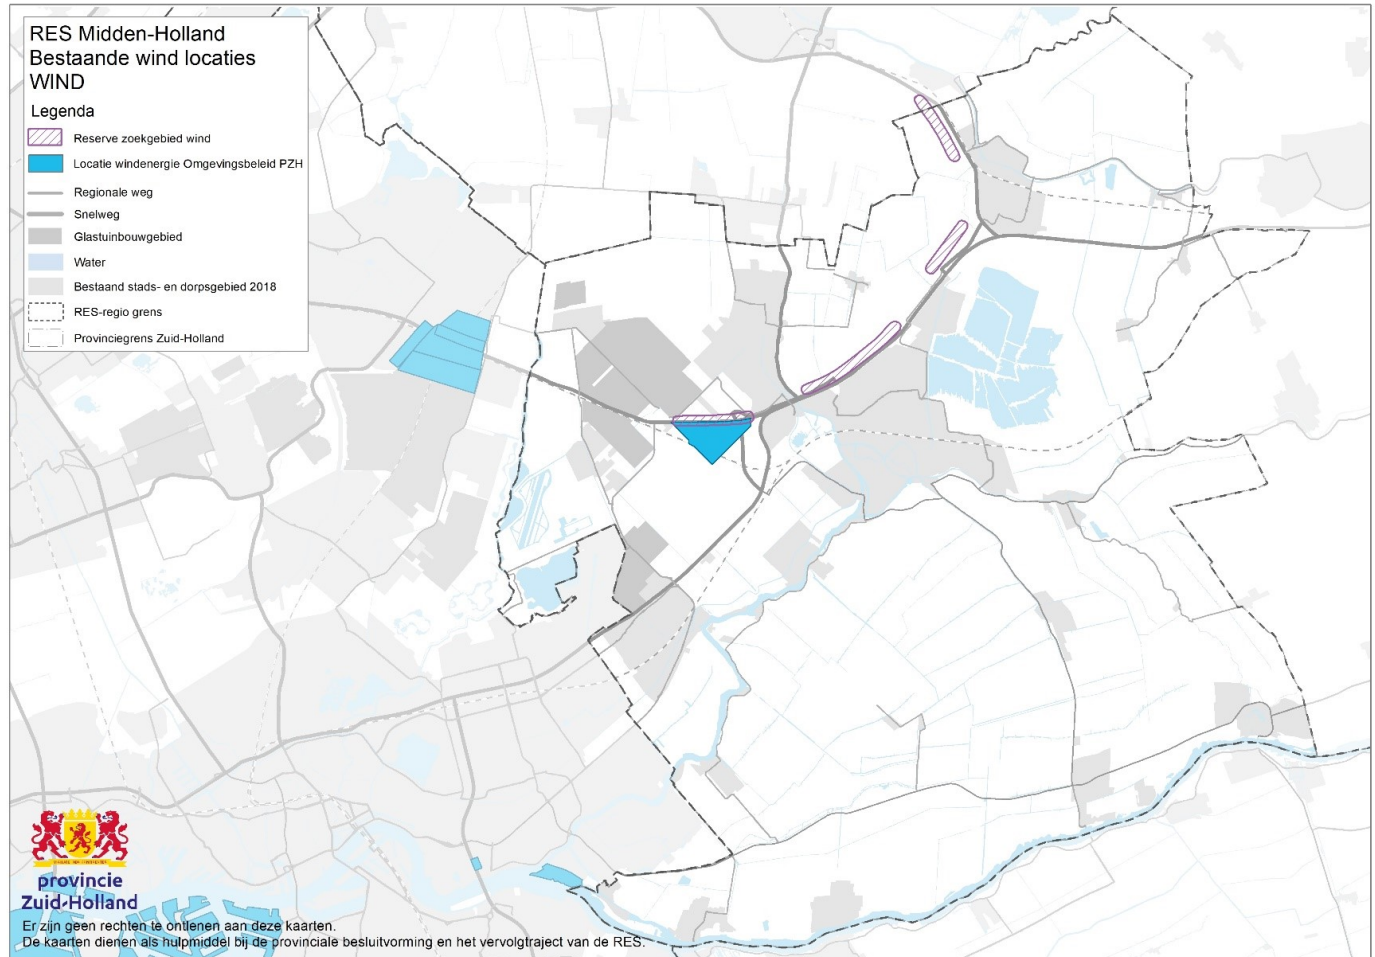 RES Midden-Holland
Bestaande wind locaties
WIND
Legenda
Reserve zoekgebied wind
Locatie windenergie Omgevingsbeleid PZH
Regionale weg
Snelweg
Glastuinbouwgebied
Water
Bestaand stads- en dorpsgebied 2018
RES-regio grens
Provinciegrens Zuid-Holland
provincie
Zuid-Holland
Er zijn geen rechten te ontlenen aan deze kaarten.
De kaarten dienen als hulpmiddel bij de provinciale besluitvorming en het vervolgtraject van de RES.